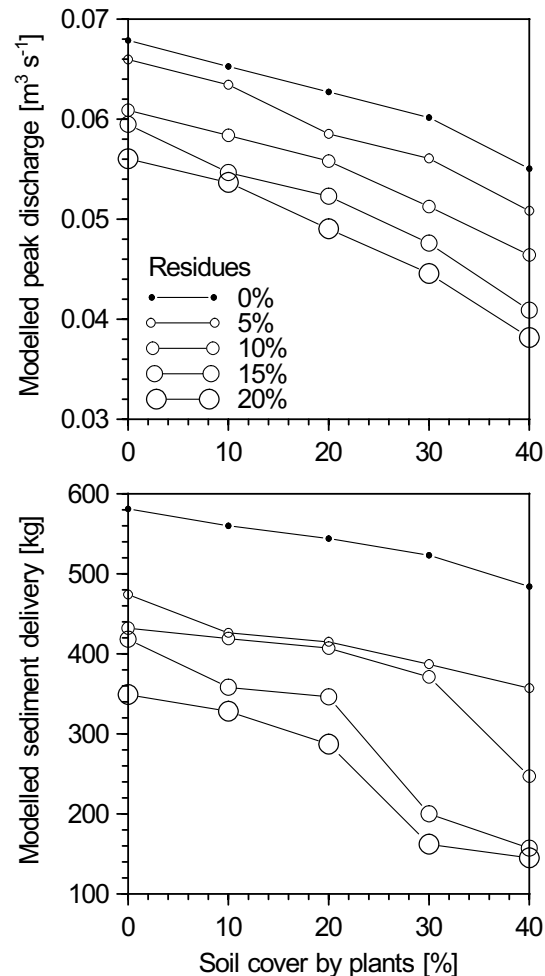 0.07
0.06
0.05
0.04
0.03
Modelled peak discharge [m³ s⁻¹]
Residues
0%
5%
10%
15%
20%
0 10 20 30 40
600
500
400
300
200
100
Modelled sediment delivery [kg]
0 10 20 30 40
Soil cover by plants [%]